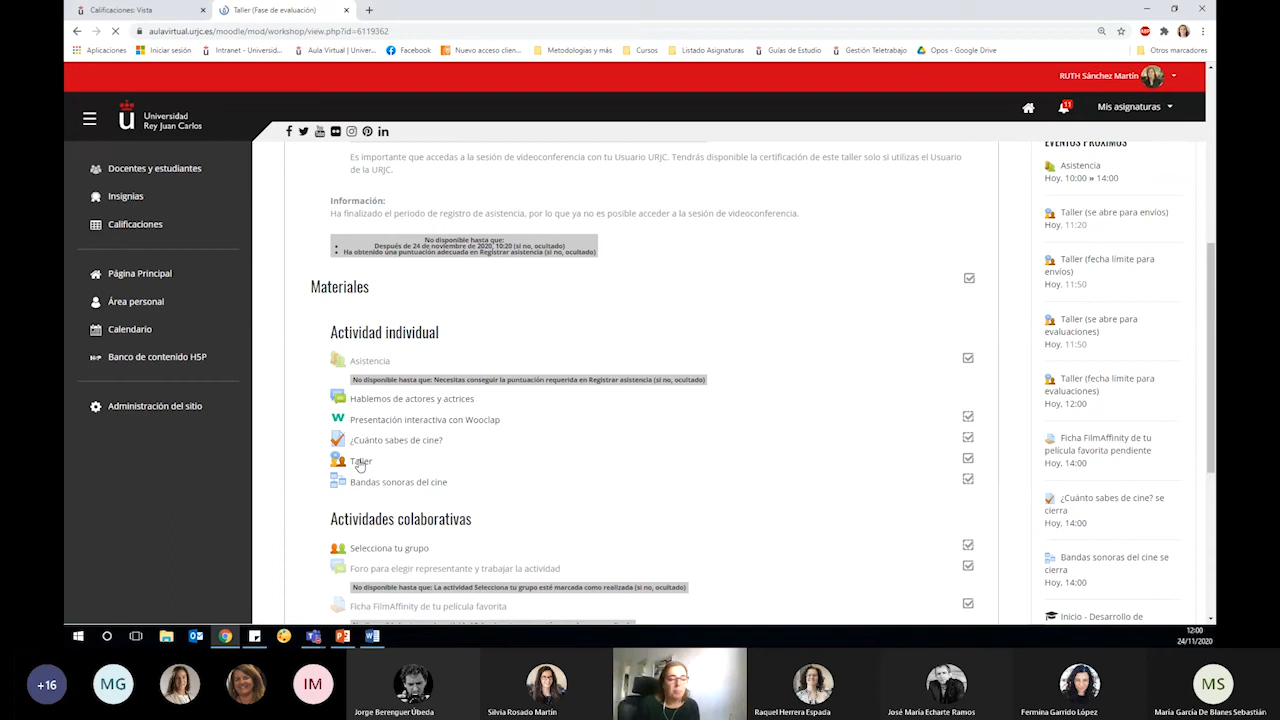 Calificaciones: Vista
Taller (Fase de evaluación)
aulavirtual.urjc.es/moodle/mod/workshop/view.php?id=6119362
Aplicaciones
Iniciar sesión
Intranet - Universid...
Aula Virtual | Univer...
Facebook
Nuevo acceso clien...
Metodologías y más
Cursos
Listado Asignaturas
Guías de Estudio
Gestión Teletrabajo
Opos - Google Drive
Otros marcadores
RUTH Sánchez Martín
Universidad
Rey Juan Carlos
11
Mis asignaturas
Docentes y estudiantes
Insignias
Calificaciones
Página Principal
Área personal
Calendario
Banco de contenido H5P
Administración del sitio
Es importante que accedas a la sesión de videoconferencia con tu Usuario URJC. Tendrás disponible la certificación de este taller solo si utilizas el Usuario
de la URJC.
Información:
Ha finalizado el periodo de registro de asistencia, por lo que ya no es posible acceder a la sesión de videoconferencia.
No disponible hasta que:
Después de 24 de noviembre de 2020, 10:20 (si no, ocultado)
Ha obtenido una puntuación adecuada en Registrar asistencia (si no, ocultado)
Materiales
Actividad individual
Asistencia
No disponible hasta que: Necesitas conseguir la puntuación requerida en Registrar asistencia (si no, ocultado)
Hablemos de actores y actrices
Presentación interactiva con Wooclap
¿Cuánto sabes de cine?
Taller
Bandas sonoras del cine
Actividades colaborativas
Selecciona tu grupo
Foro para elegir representante y trabajar la actividad
No disponible hasta que: La actividad Selecciona tu grupo esté marcada como realizada (si no, ocultado)
Ficha FilmAffinity de tu película favorita
EVENTOS PRÓXIMOS
Asistencia
Hoy, 10:00 » 14:00
Taller (se abre para envíos)
Hoy, 11:20
Taller (fecha límite para
envíos)
Hoy, 11:50
Taller (se abre para
evaluaciones)
Hoy, 11:50
Taller (fecha límite para
evaluaciones)
Hoy, 12:00
Ficha FilmAffinity de tu
película favorita pendiente
Hoy, 14:00
¿Cuánto sabes de cine? se
cierra
Hoy, 14:00
Bandas sonoras del cine se
cierra
Hoy, 14:00
Inicio - Desarrollo de
12:00
24/11/2020
+16
MG
IM
Jorge Berenguer Úbeda
Silvia Rosado Martín
Raquel Herrera Espada
José María Echarte Ramos
Fermina Garrido López
MS
María García De Blanes Sebastián